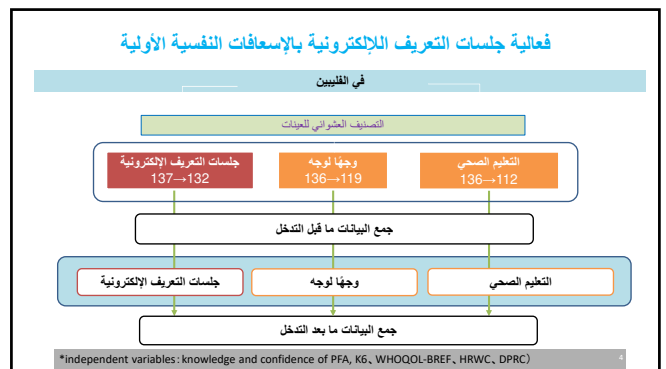 فعالية جلسات التعريف اللإلكترونية بالإسعافات النفسية الأولية
في الفليبين
التصنيف العشوائي للعينات
التعليم الصحي
136→112
وجهًا لوجه
136→119
جلسات التعريف الإلكترونية
137→132
جمع البيانات ما قبل التدخل
التعليم الصحي
وجهًا لوجه
جلسات التعريف الإلكترونية
جمع البيانات ما بعد التدخل
*independent variables: knowledge and confidence of PFA, K6、WHOQOL-BREF、HRWC、DPRC）
4